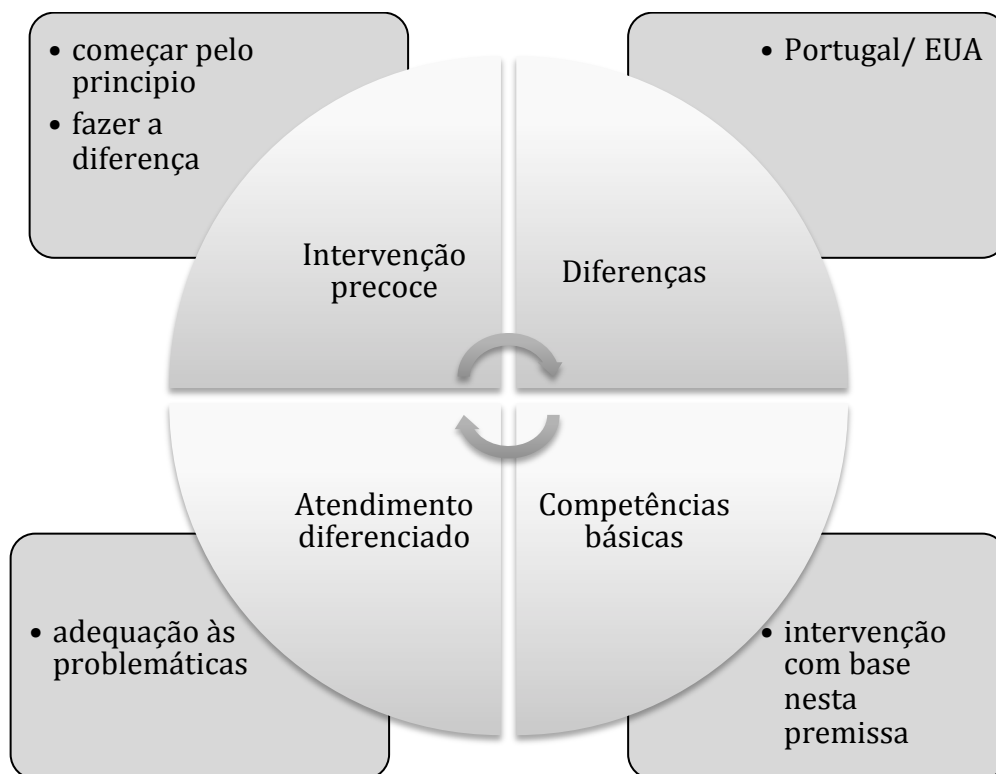 • começar pelo
principio
• fazer a
diferença
• Portugal/ EUA
Intervenção
precoce
Diferenças
Atendimento
diferenciado
Competências
básicas
• adequação às
problemáticas
• intervenção
com base
nesta
premissa